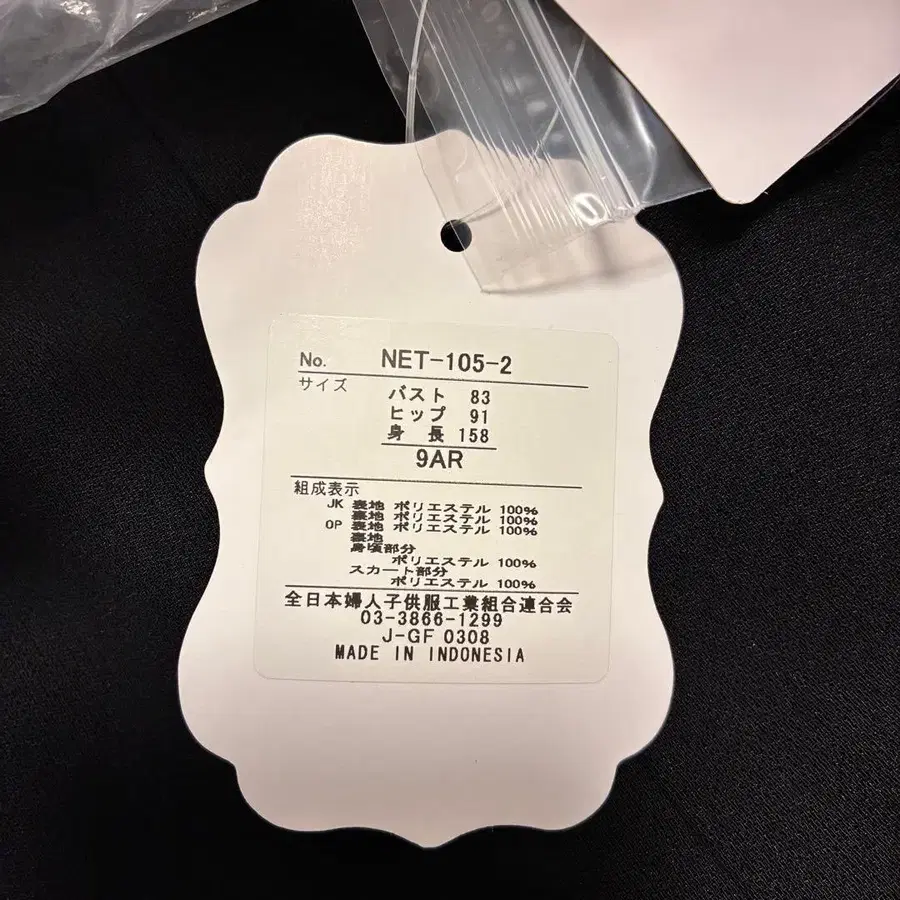 No. NET-105-2
サイズ
バスト 83
ヒップ 91
身 長 158
9AR
組成表示
JK 表地 ポリエステル 100%
裏地 ポリエステル 100%
OP 表地 ポリエステル 100%
裏地
身頃部分
ポリエステル 100%
スカート部分
ポリエステル 100%
全日本婦人子供服工業組合連合会
03-3866-1299
J-GF 0308
MADE IN INDONESIA